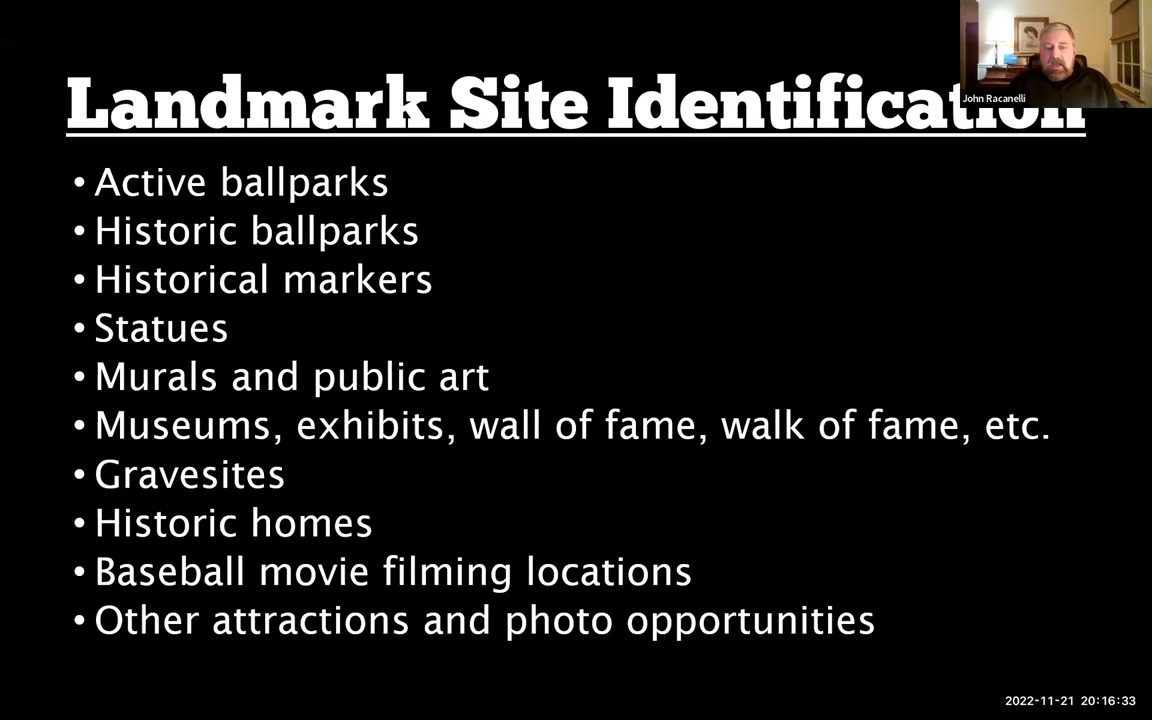 Landmark Site Identification
John Racanelli
• Active ballparks
• Historic ballparks
• Historical markers
• Statues
• Murals and public art
• Museums, exhibits, wall of fame, walk of fame, etc.
• Gravesites
• Historic homes
• Baseball movie filming locations
• Other attractions and photo opportunities
2022-11-21 20:16:33